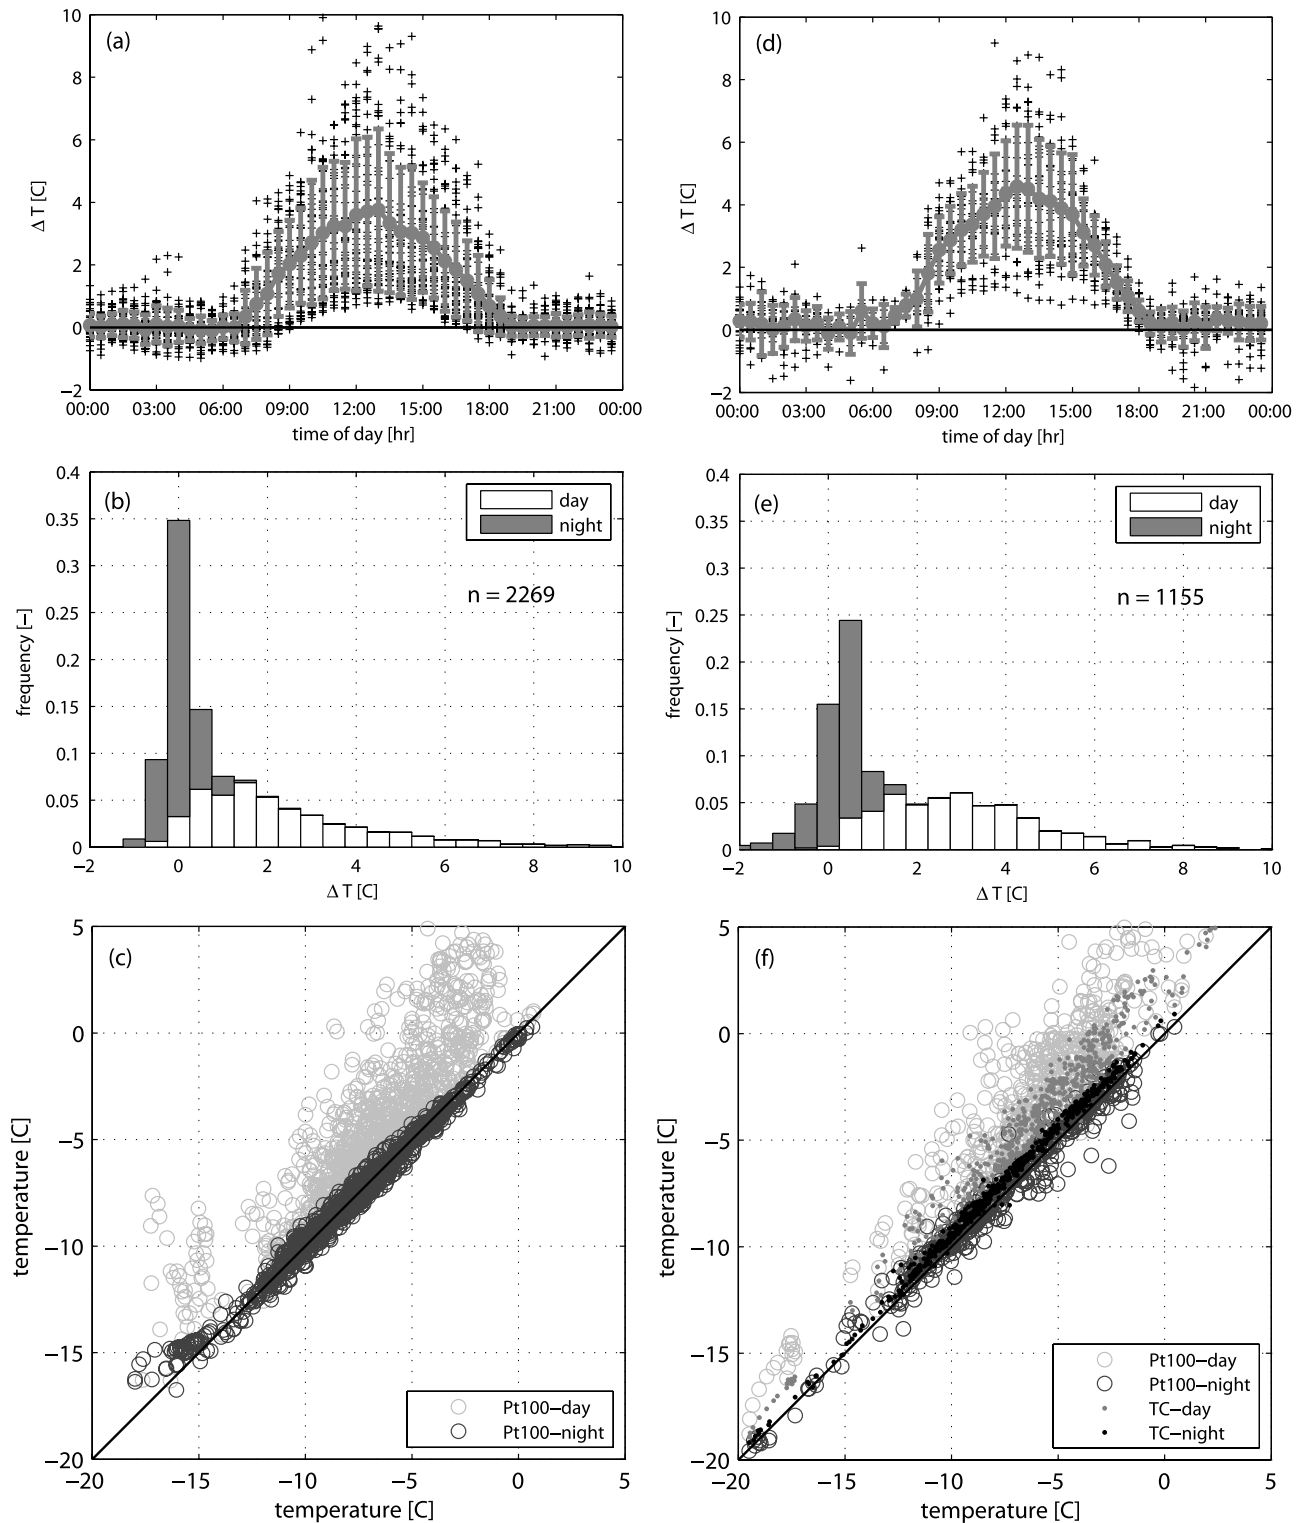 (a)
10
8
6
4
2
0
−2
Δ T [C]
00:00 03:00 06:00 09:00 12:00 15:00 18:00 21:00 00:00
time of day [hr]
(d)
10
8
6
4
2
0
−2
Δ T [C]
00:00 03:00 06:00 09:00 12:00 15:00 18:00 21:00 00:00
time of day [hr]
(b)
0.4
0.35
0.3
0.25
0.2
0.15
0.1
0.05
0
frequency [−]
day
night
n = 2269
−2 0 2 4 6 8 10
Δ T [C]
(e)
0.4
0.35
0.3
0.25
0.2
0.15
0.1
0.05
0
frequency [−]
day
night
n = 1155
−2 0 2 4 6 8 10
Δ T [C]
(c)
5
0
−5
−10
−15
−20
temperature [C]
Pt100−day
Pt100−night
−20 −15 −10 −5 0 5
temperature [C]
(f)
5
0
−5
−10
−15
−20
temperature [C]
Pt100−day
Pt100−night
TC−day
TC−night
−20 −15 −10 −5 0 5
temperature [C]